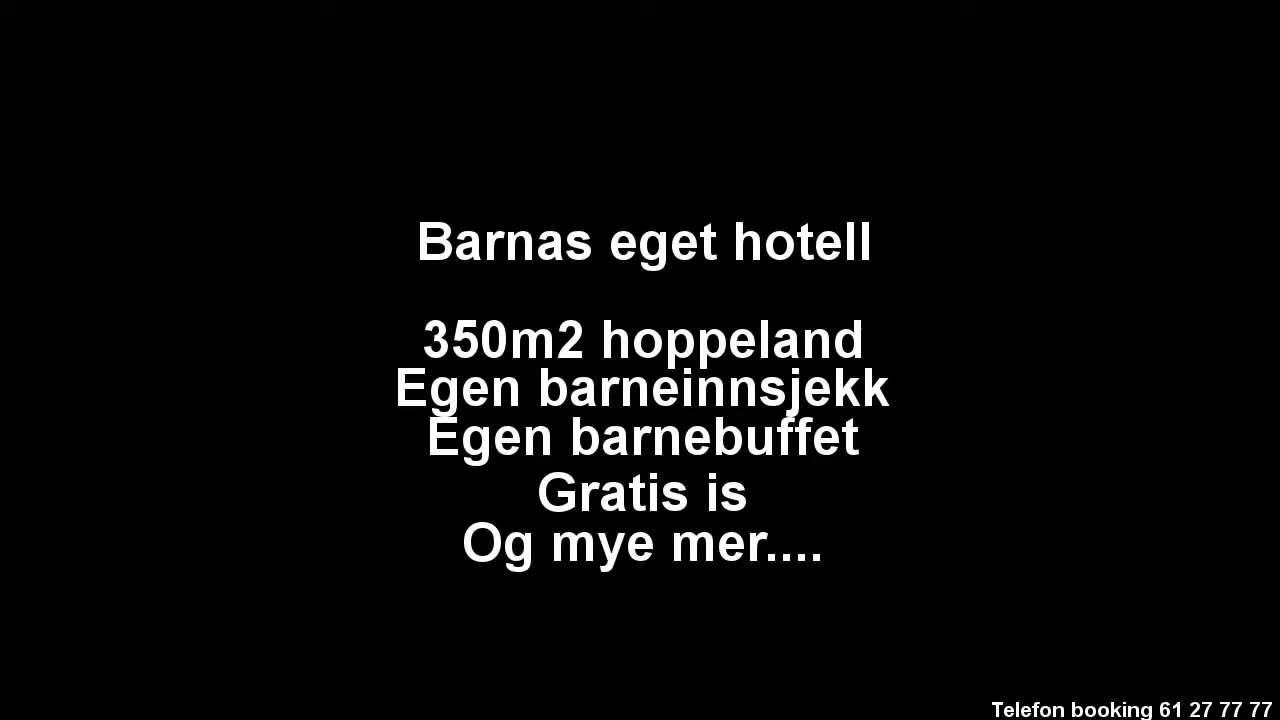 Barnas eget hotell
350m2 hoppeland
Egen barneinnsjekk
Egen barnebuffet
Gratis is
Og mye mer....
Telefon booking 61 27 77 77